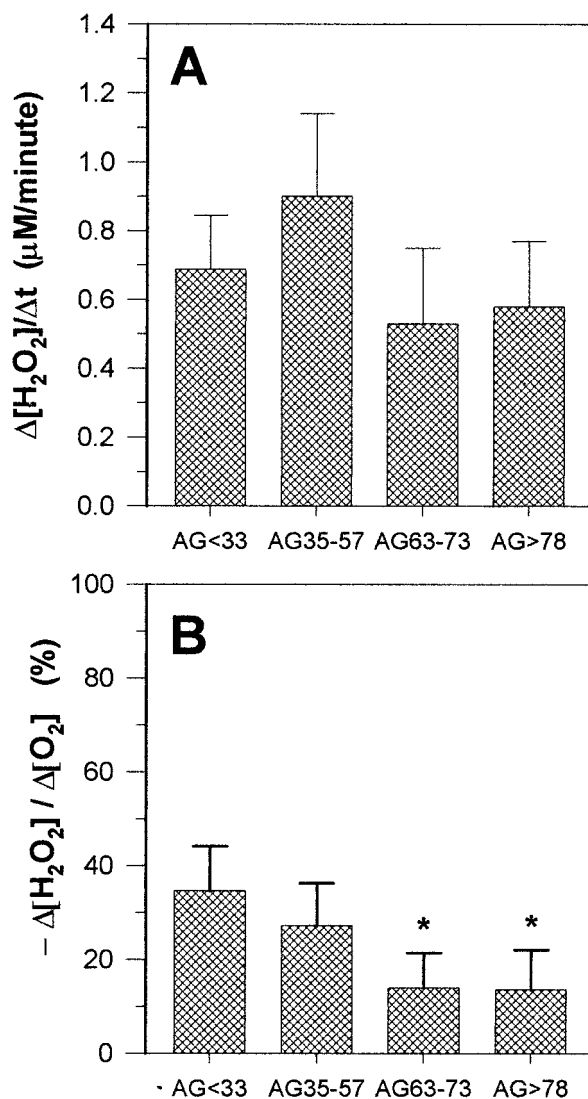 A
Δ[H₂O₂]/Δt (μM/minute)
1.4
1.2
1.0
0.8
0.6
0.4
0.2
0.0
AG<33 AG35-57 AG63-73 AG>78
B
− Δ[H₂O₂] / Δ[O₂] (%)
100
80
60
40
20
0
* *
AG<33 AG35-57 AG63-73 AG>78